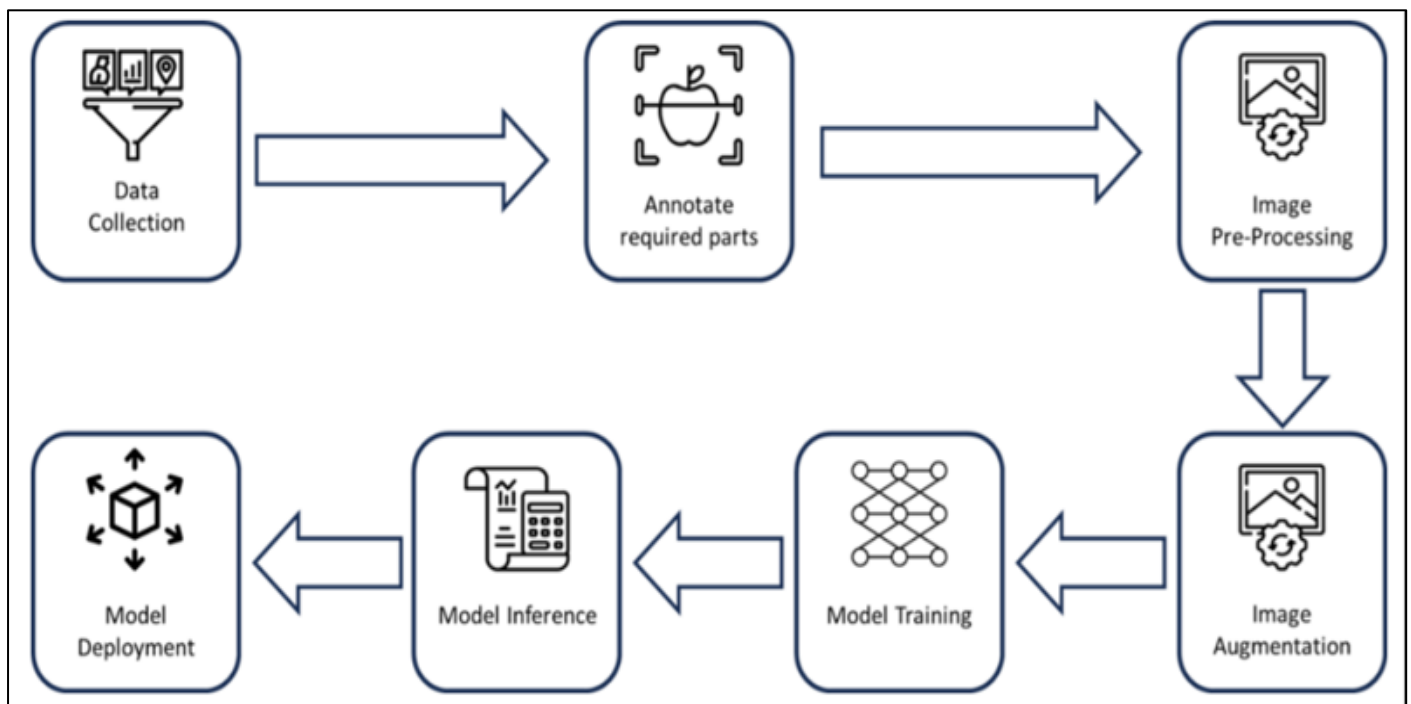 Data
Collection
Annotate
required parts
Image
Pre-Processing
Image
Augmentation
Model Training
Model Inference
Model
Deployment